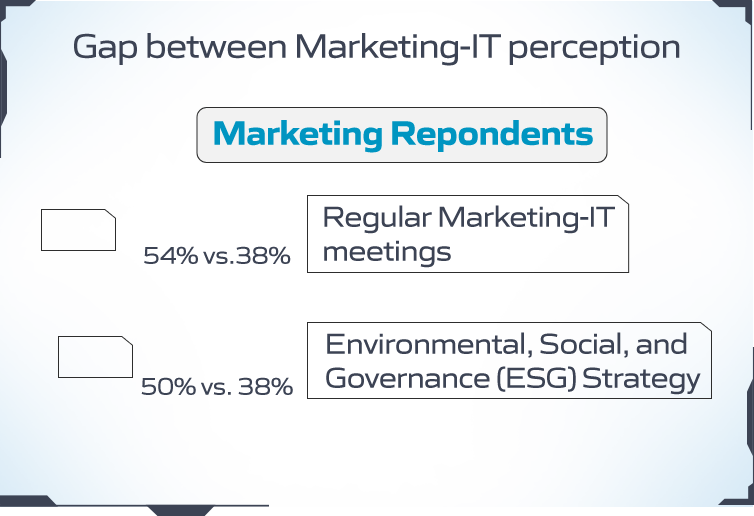 Gap between Marketing-IT perception
Marketing Repondents
54% vs.38%
Regular Marketing-IT
meetings
50% vs. 38%
Environmental, Social, and
Governance (ESG) Strategy